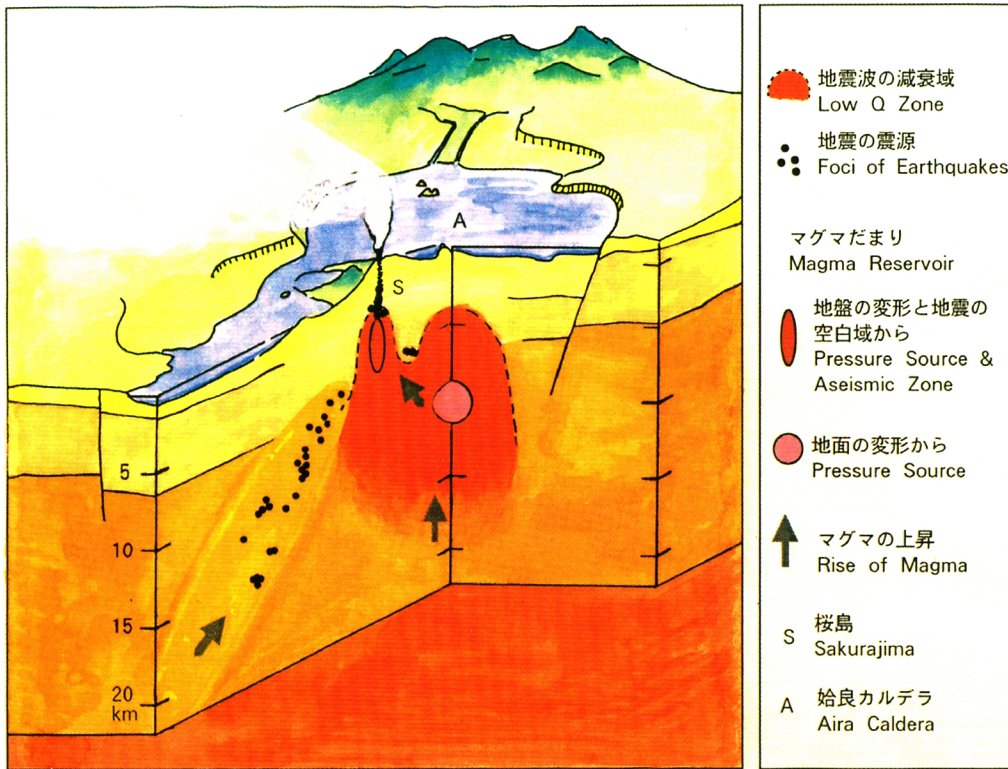 A
S
5
10
15
20
km
地震波の減衰域
Low Q Zone
地震の震源
Foci of Earthquakes
マグマだまり
Magma Reservoir
地盤の変形と地震の
空白域から
Pressure Source &
Aseismic Zone
地面の変形から
Pressure Source
マグマの上昇
Rise of Magma
S 桜島
Sakurajima
A 姶良カルデラ
Aira Caldera